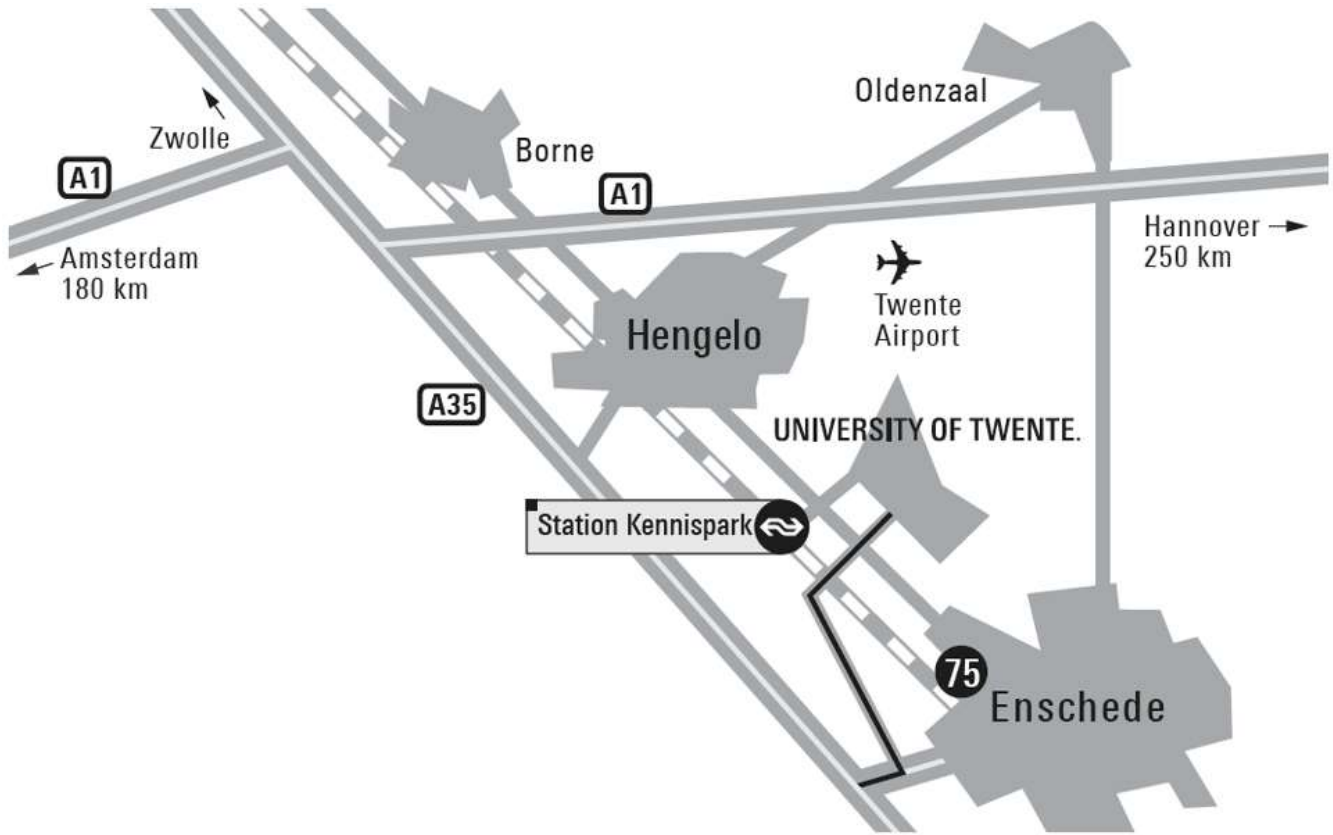 Oldenzaal
Zwolle
Borne
A1
A1
Hannover
250 km
Amsterdam
180 km
Twente
Airport
Hengelo
A35
UNIVERSITY OF TWENTE.
Station Kennispark
75
Enschede